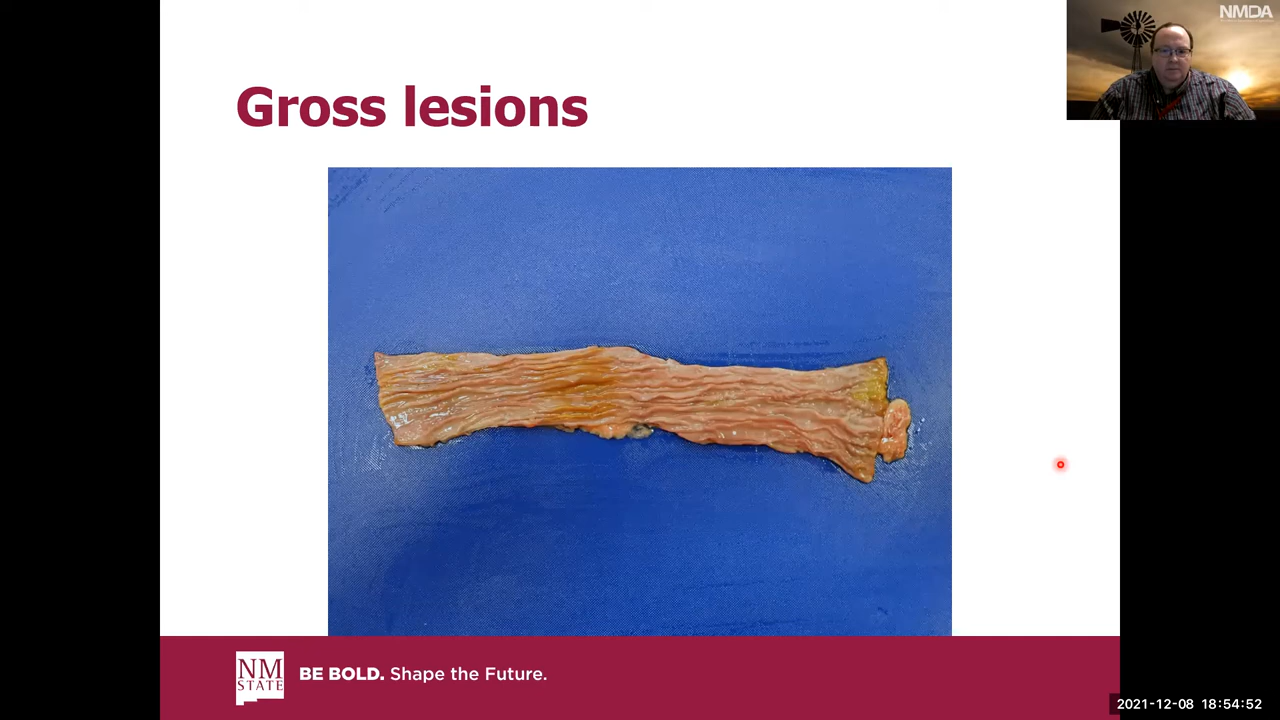 NMDA
Gross lesions
NM
STATE
BE BOLD. Shape the Future.
2021-12-08 18:54:52